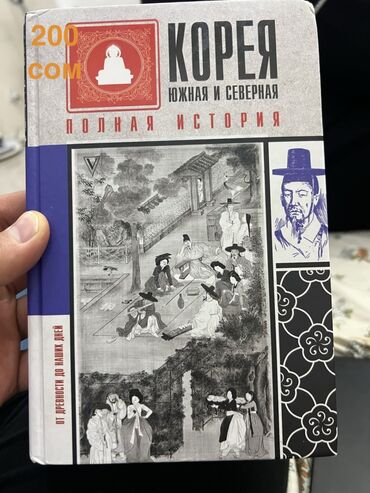 200
сом
КОРЕЯ
ЮЖНАЯ И СЕВЕРНАЯ
ПОЛНАЯ ИСТОРИЯ
ОТ ДРЕВНОСТИ ДО НАШИХ ДНЕЙ